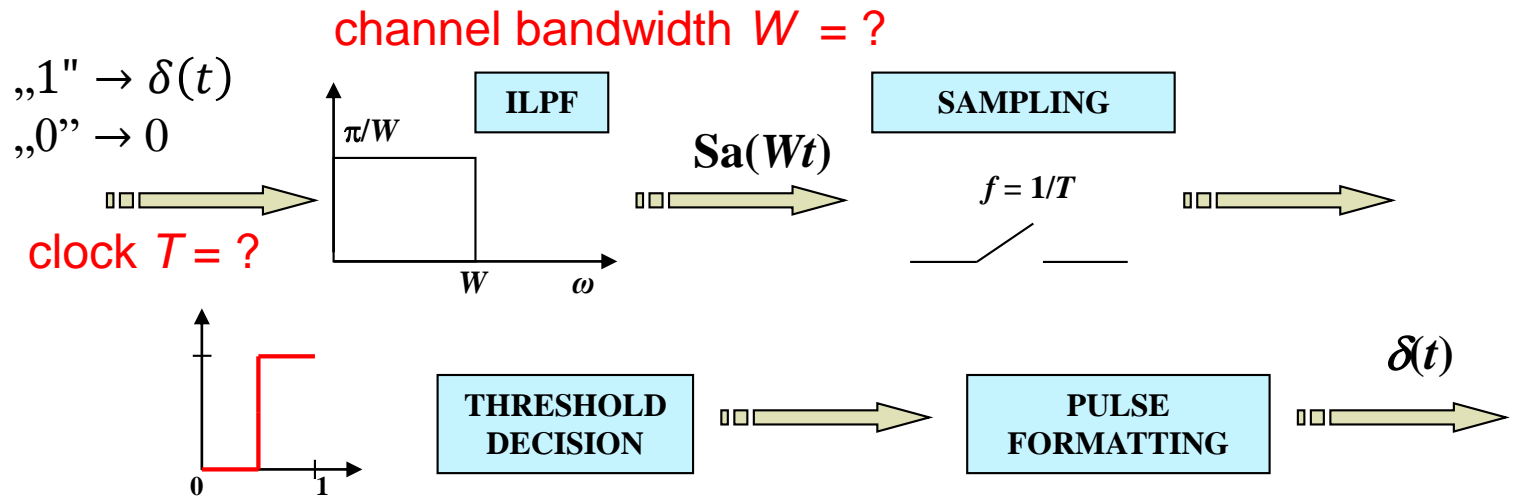 channel bandwidth W = ?
„1" → δ(t)
„0” → 0
ILPF
SAMPLING
π/W
Sa(Wt)
f = 1/T
clock T = ?
W
ω
δ(t)
THRESHOLD
DECISION
PULSE
FORMATTING
0
1